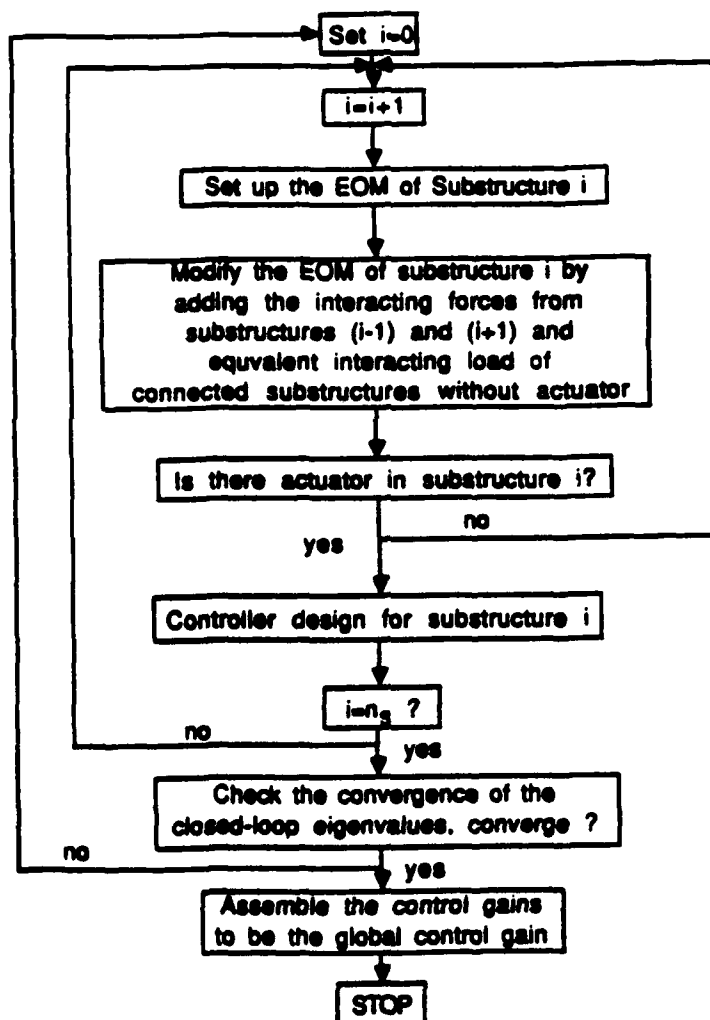 Set i=0
i=i+1
Set up the EOM of Substructure i
Modify the EOM of substructure i by
adding the interacting forces from
substructures (i-1) and (i+1) and
equvalent interacting load of
connected substructures without actuator
Is there actuator in substructure i?
no
yes
Controller design for substructure i
i=nₛ ?
no
yes
Check the convergence of the
closed-loop eigenvalues, converge ?
no
yes
Assemble the control gains
to be the global control gain
STOP